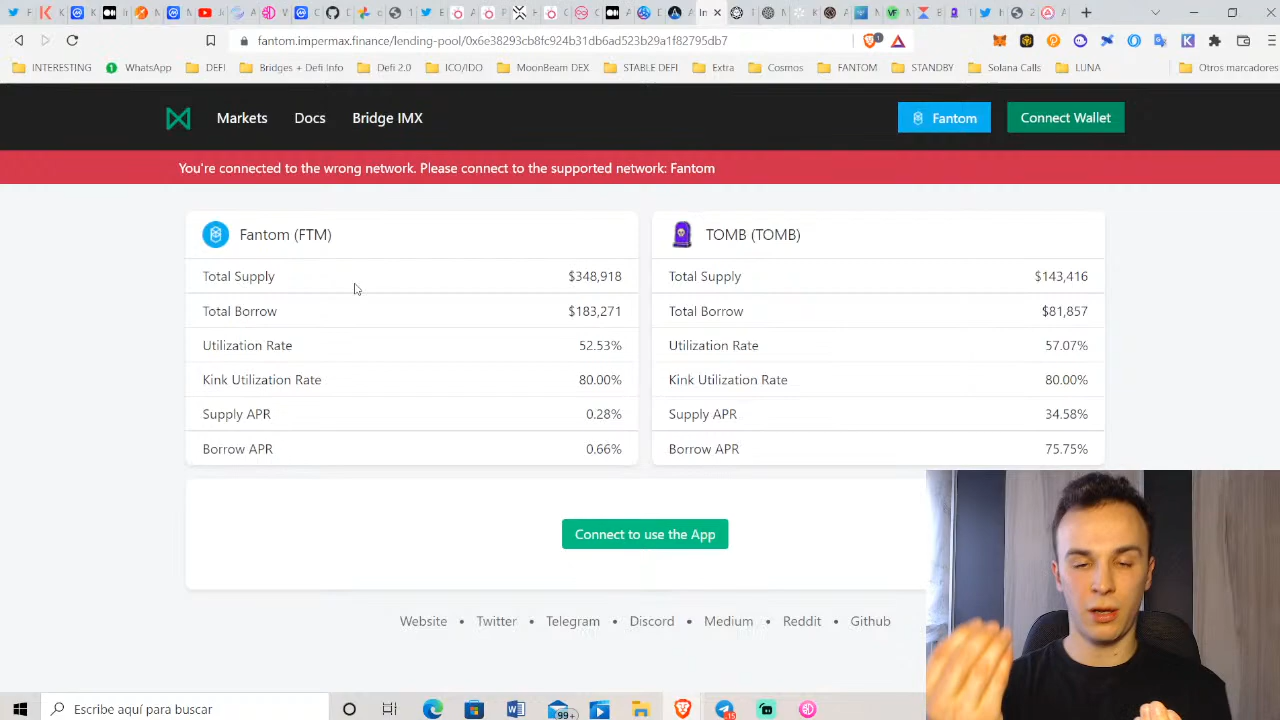 fantom.impermax.finance/lending-pool/0x6e38293cb8fc924b31db6ad523b29a1f82795db7
INTERESTING WhatsApp DEFI Bridges + Defi Info Defi 2.0 ICO/IDO MoonBeam DEX STABLE DEFI Extra Cosmos FANTOM STANDBY Solana Calls LUNA Otros marcadores
Markets Docs Bridge IMX Fantom Connect Wallet
You're connected to the wrong network. Please connect to the supported network: Fantom
Fantom (FTM)
Total Supply $348,918
Total Borrow $183,271
Utilization Rate 52.53%
Kink Utilization Rate 80.00%
Supply APR 0.28%
Borrow APR 0.66%
TOMB (TOMB)
Total Supply $143,416
Total Borrow $81,857
Utilization Rate 57.07%
Kink Utilization Rate 80.00%
Supply APR 34.58%
Borrow APR 75.75%
Connect to use the App
Website • Twitter • Telegram • Discord • Medium • Reddit • Github
Escribe aquí para buscar
99+
15